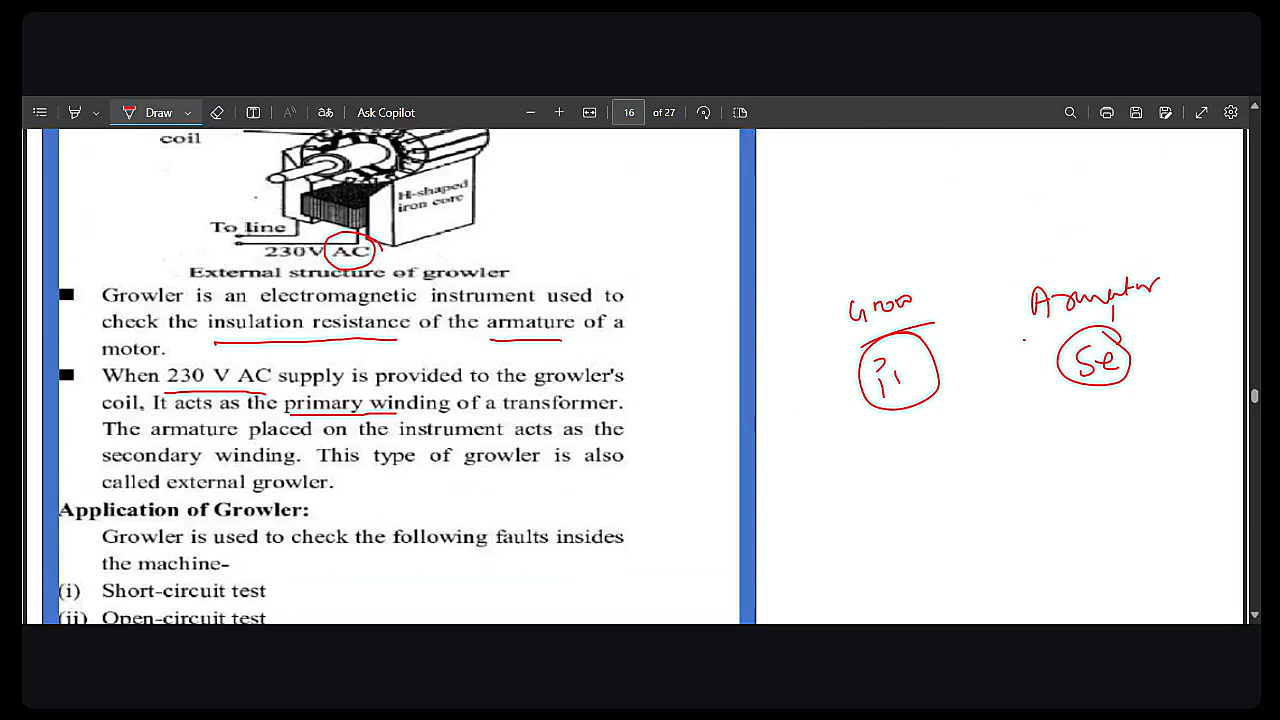 Draw
Ask Copilot
16 of 27
coil
H-shaped
iron core
To line
230V AC
External structure of growler
■ Growler is an electromagnetic instrument used to
check the insulation resistance of the armature of a
motor.
■ When 230 V AC supply is provided to the growler's
coil, It acts as the primary winding of a transformer.
The armature placed on the instrument acts as the
secondary winding. This type of growler is also
called external growler.
Application of Growler:
Growler is used to check the following faults insides
the machine-
(i) Short-circuit test
(ii) Open-circuit test
Se